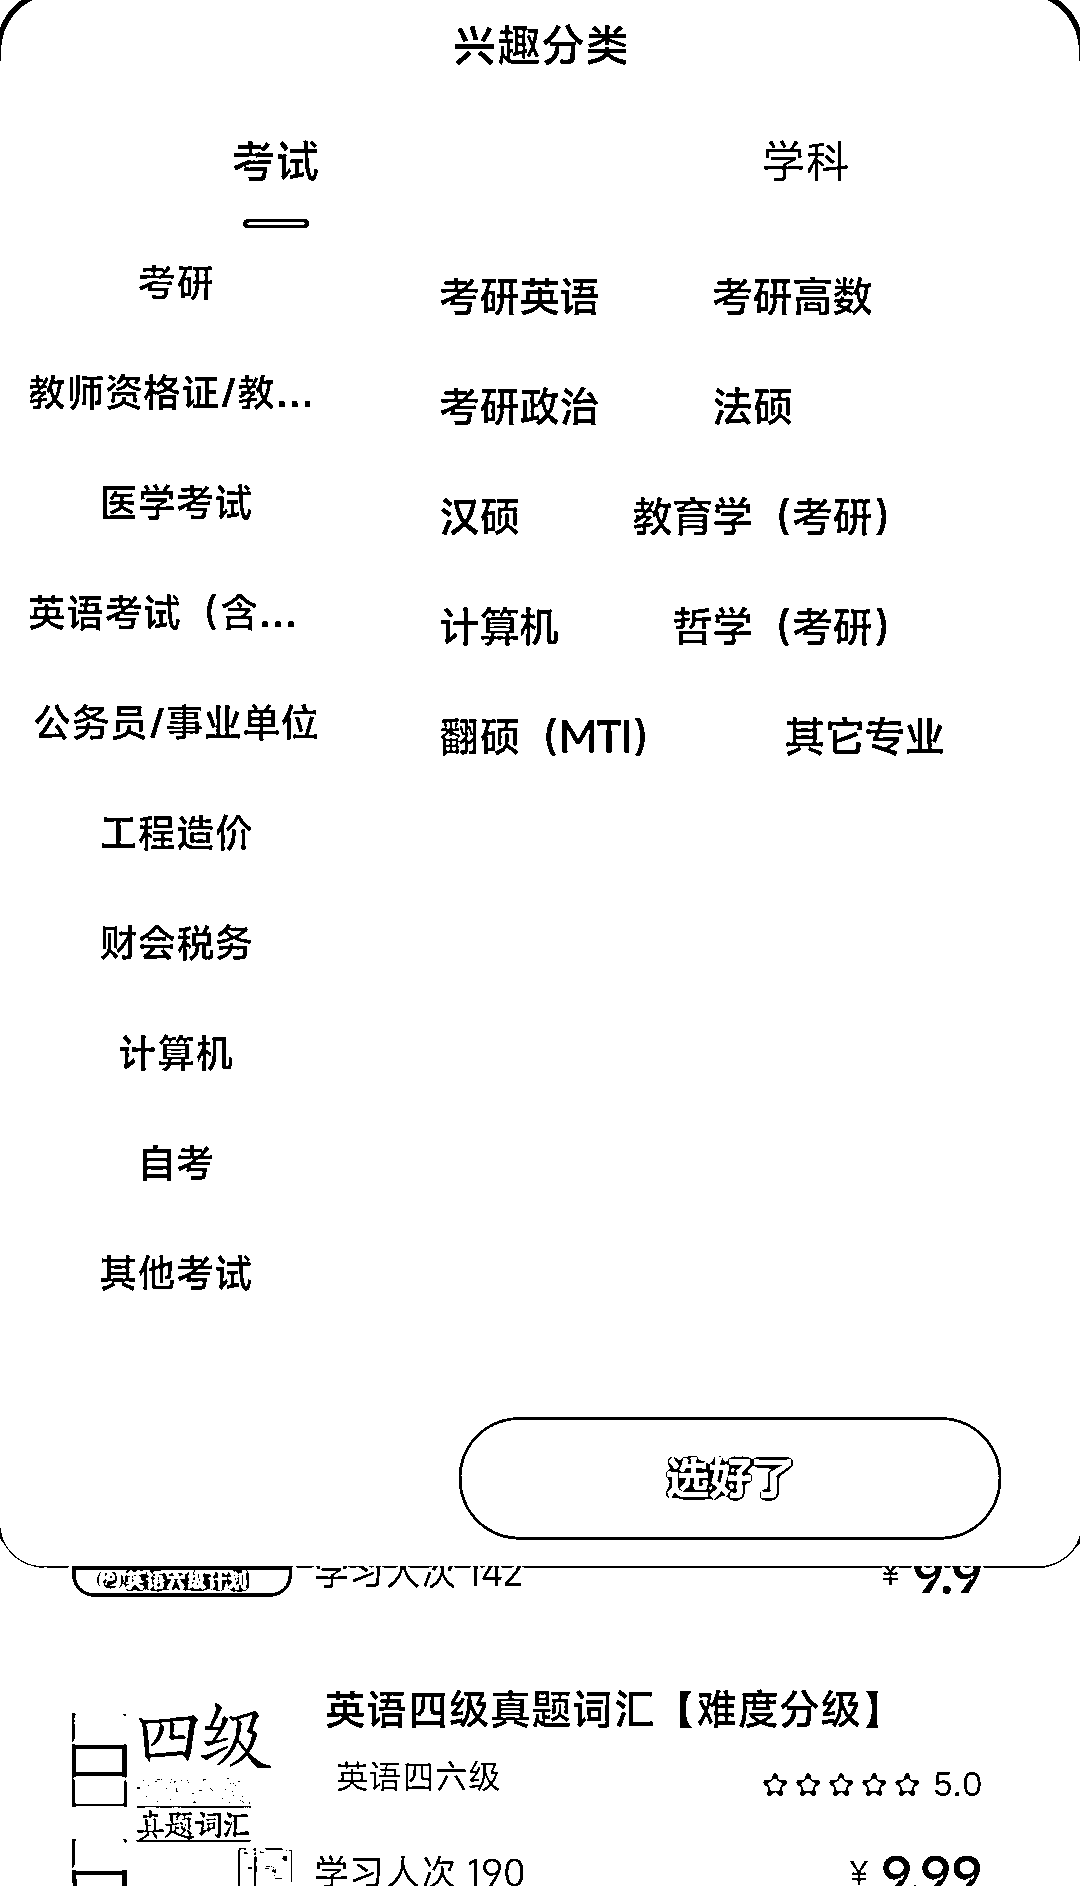 兴趣分类
考试 学科
考研
教师资格证/教...
医学考试
英语考试（含...
公务员/事业单位
工程造价
财会税务
计算机
自考
其他考试
考研英语 考研高数
考研政治 法硕
汉硕 教育学（考研）
计算机 哲学（考研）
翻硕（MTI） 其它专业
选好了
@英语六级计划 学习人次 142 ¥ 9.9
四级
真题词汇
英语四级真题词汇【难度分级】
英语四六级 5.0
学习人次 190 ¥ 9.99